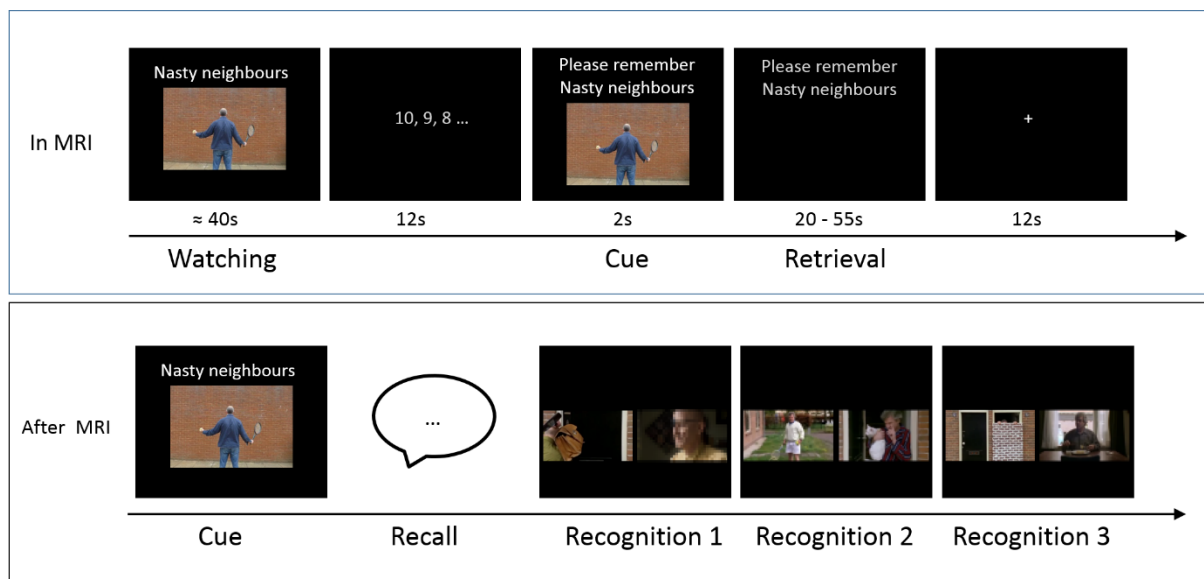 In MRI
Nasty neighbours
10, 9, 8 ...
Please remember
Nasty neighbours
Please remember
Nasty neighbours
+
≈ 40s
12s
2s
20 - 55s
12s
Watching
Cue
Retrieval
After MRI
Nasty neighbours
...
Cue
Recall
Recognition 1
Recognition 2
Recognition 3